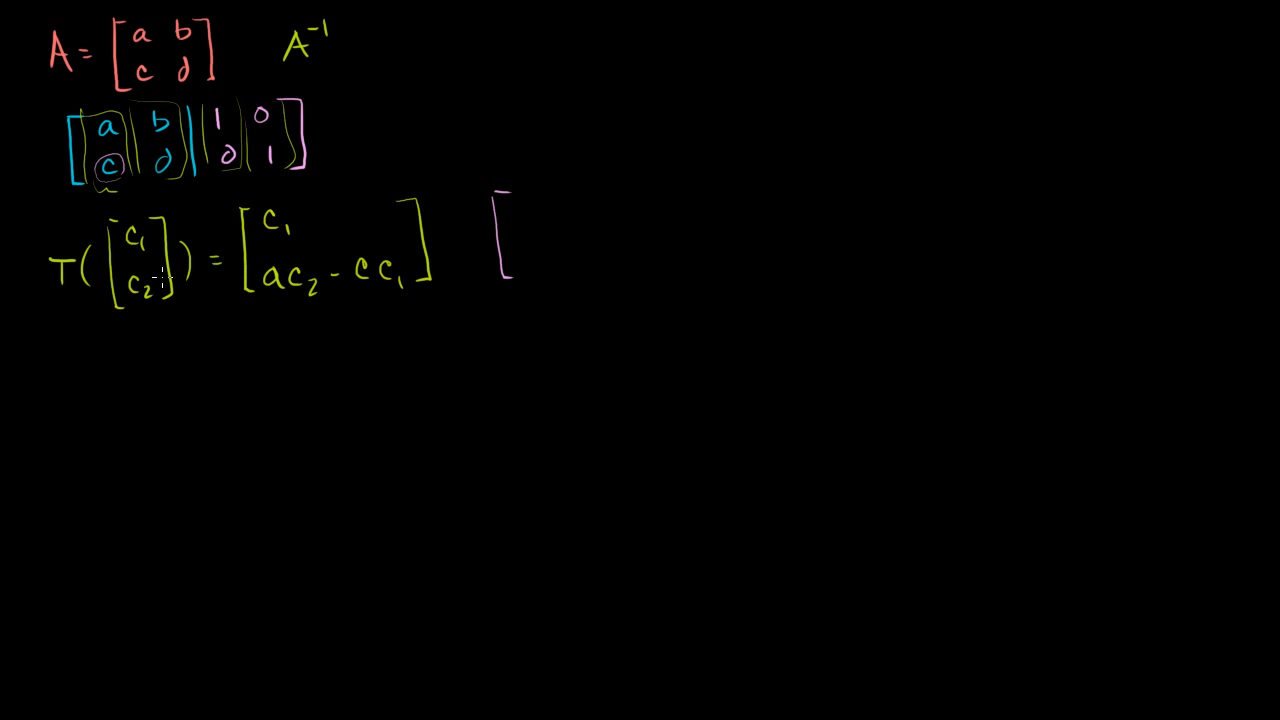 A = [ a b ] A⁻¹
[ c d ]
[ a b | 1 0 ]
[ c d | 0 1 ]
T ( [ c₁ ] ) = [ c₁ ] [
[ c₂ ] [ ac₂ - cc₁ ]